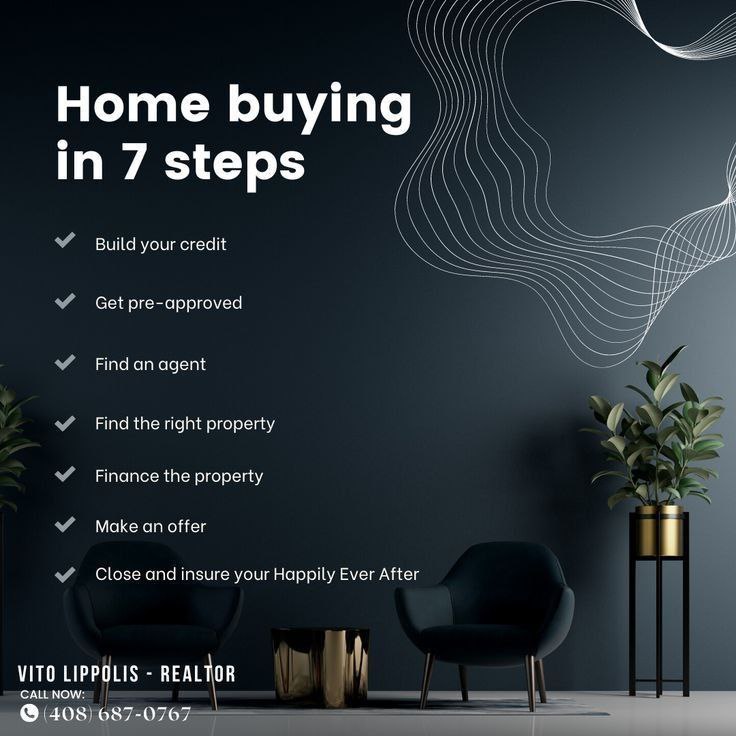 Home buying
in 7 steps
Build your credit
Get pre-approved
Find an agent
Find the right property
Finance the property
Make an offer
Close and insure your Happily Ever After
VITO LIPPOLIS - REALTOR
CALL NOW:
(408) 687-0767